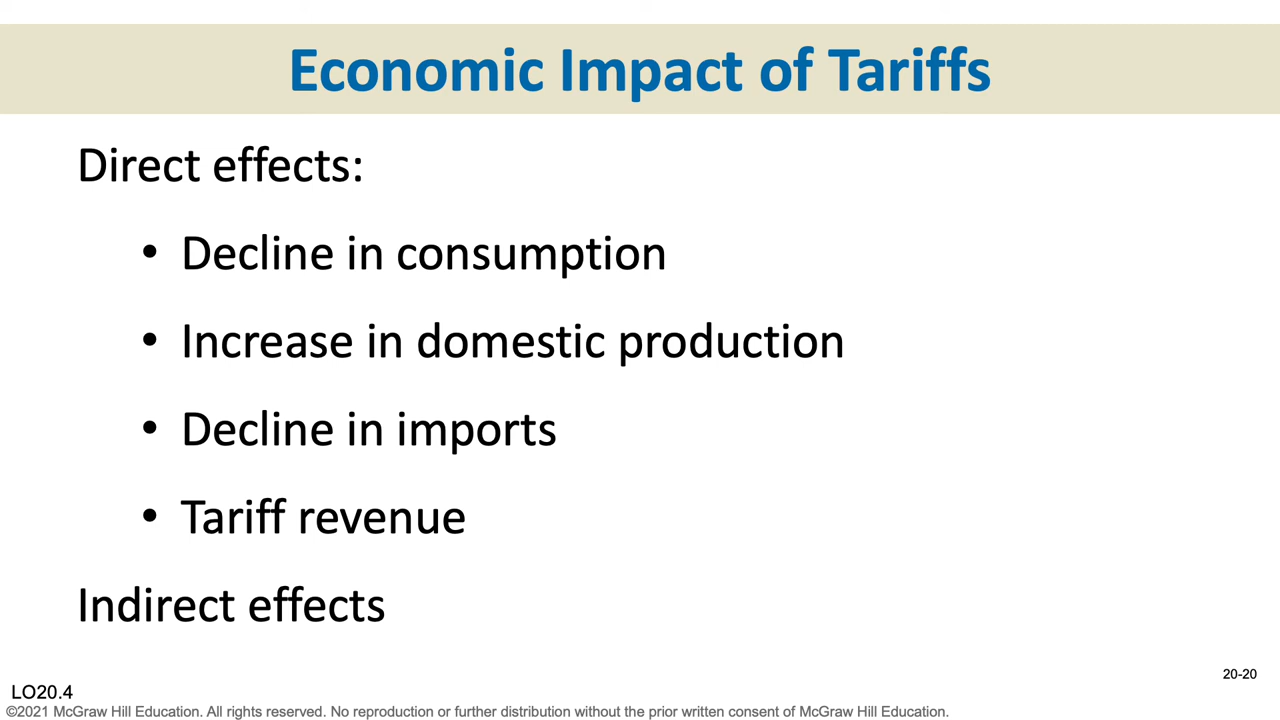 Economic Impact of Tariffs
Direct effects:
• Decline in consumption
• Increase in domestic production
• Decline in imports
• Tariff revenue
Indirect effects
20-20
LO20.4
©2021 McGraw Hill Education. All rights reserved. No reproduction or further distribution without the prior written consent of McGraw Hill Education.